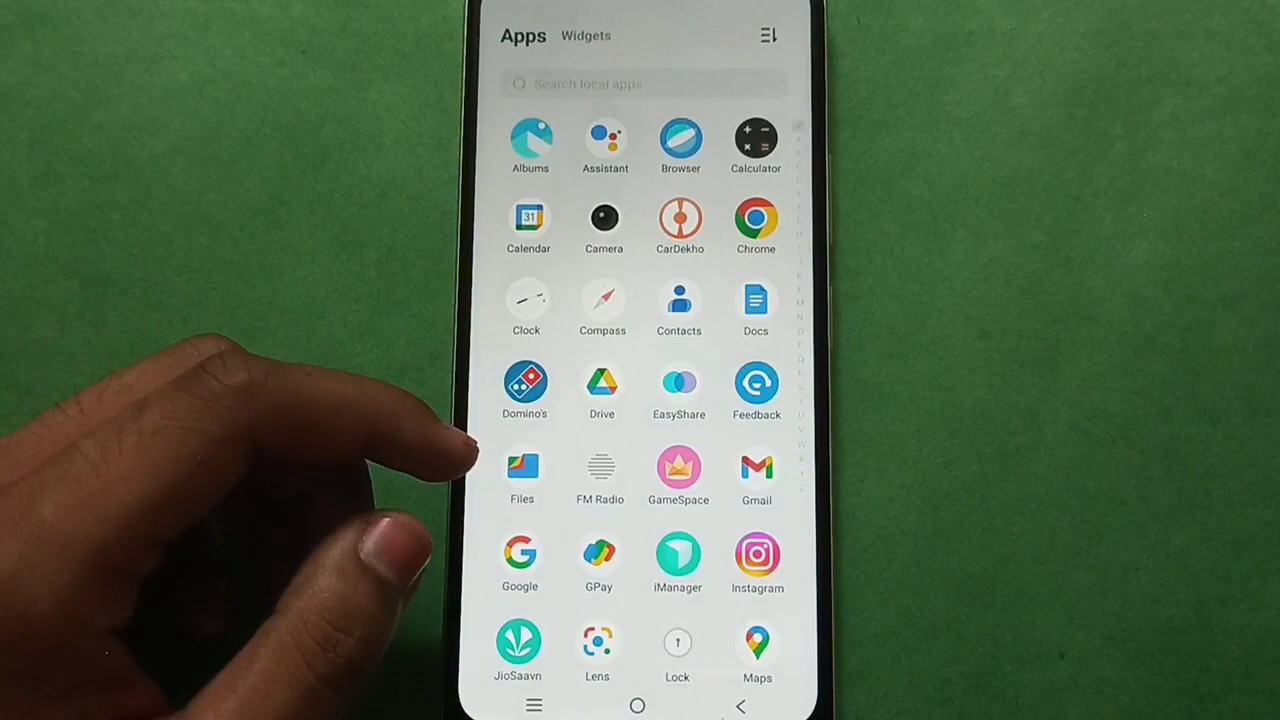 Apps Widgets
Search local apps
Albums Assistant Browser Calculator
31
Calendar Camera CarDekho Chrome
Clock Compass Contacts Docs
Domino's Drive EasyShare Feedback
Files FM Radio GameSpace Gmail
Google GPay iManager Instagram
JioSaavn Lens Lock Maps